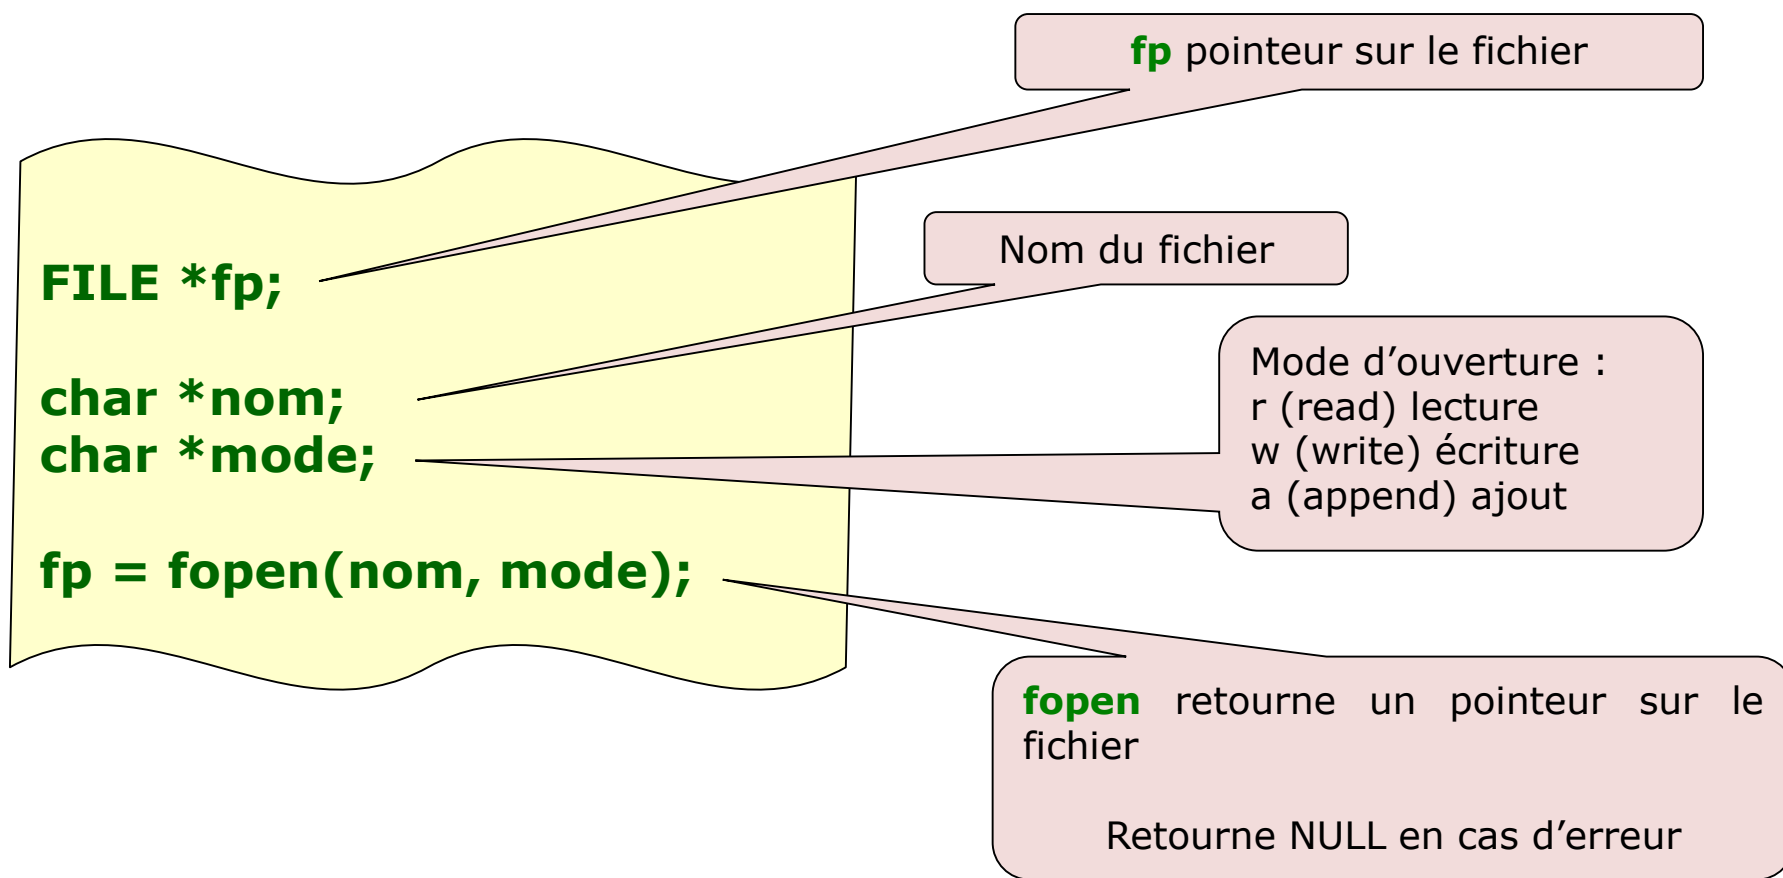 fp pointeur sur le fichier
FILE *fp;
Nom du fichier
char *nom;
char *mode;
Mode d’ouverture :
r (read) lecture
w (write) écriture
a (append) ajout
fp = fopen(nom, mode);
fopen retourne un pointeur sur le
fichier
Retourne NULL en cas d’erreur